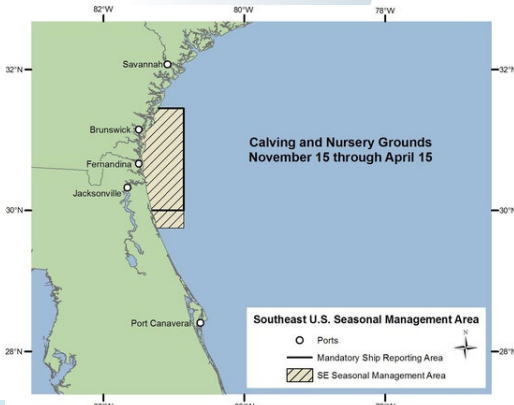 82°W
80°W
78°W
32°N
32°N
Savannah
Brunswick
Calving and Nursery Grounds
November 15 through April 15
Fernandina
Jacksonville
30°N
30°N
Southeast U.S. Seasonal Management Area
Port Canaveral
Ports
N
Mandatory Ship Reporting Area
28°N
28°N
SE Seasonal Management Area